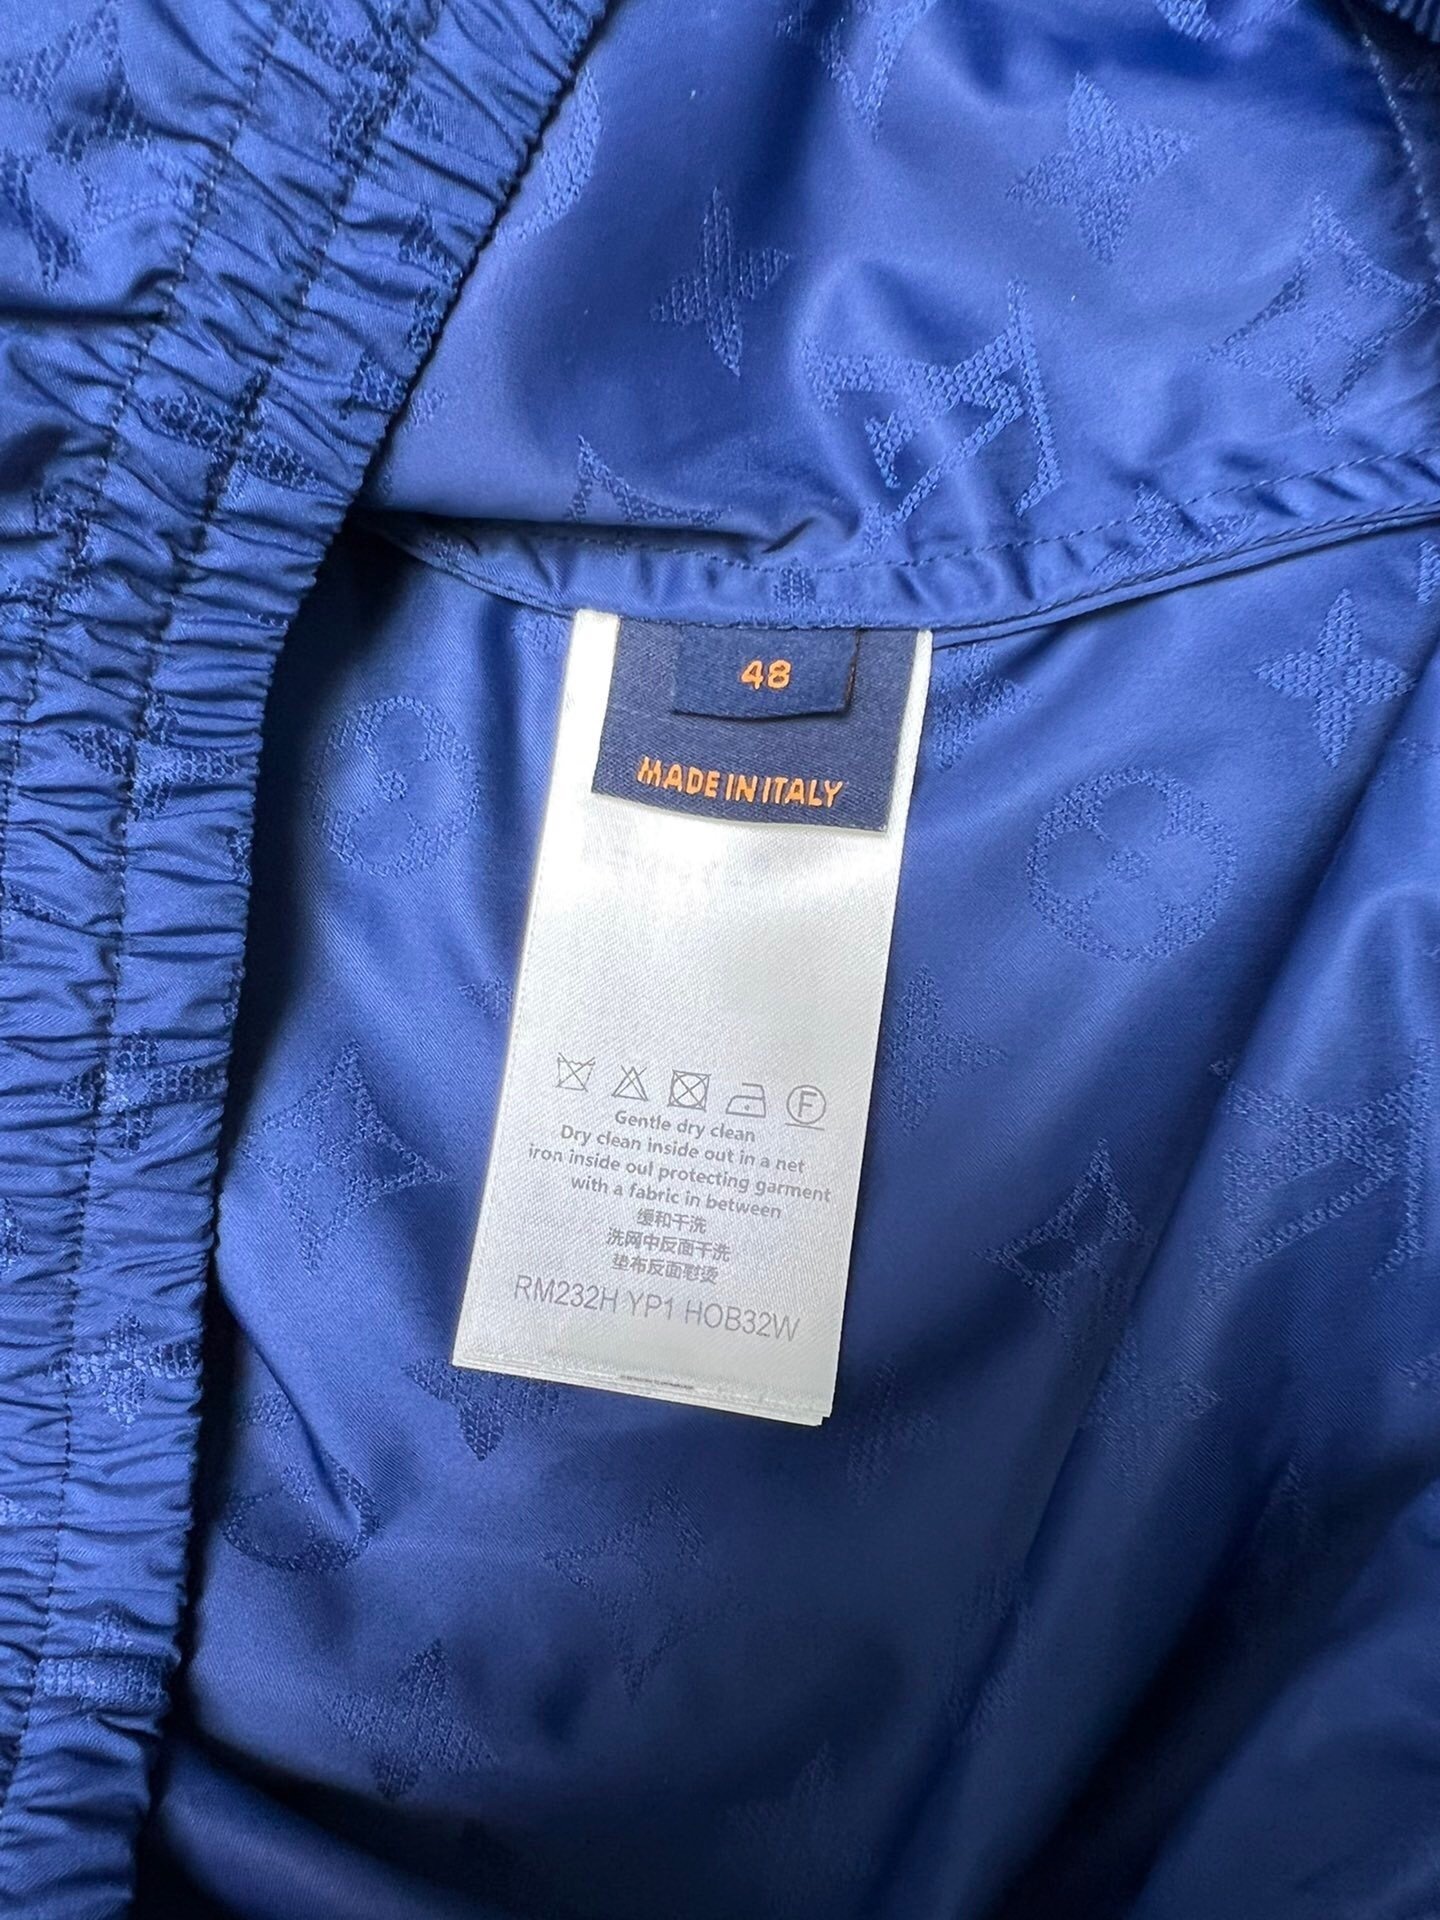 48
MADE IN ITALY
F
Gentle dry clean
Dry clean inside out in a net
iron inside oul protecting garment
with a fabric in between
缓和干洗
洗网中反面干洗
垫布反面熨烫
RM232H YP1 HOB32W